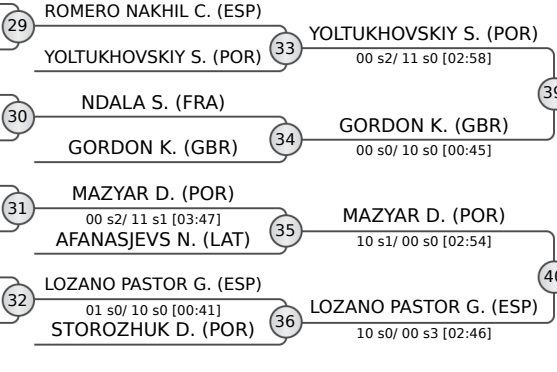 29
ROMERO NAKHIL C. (ESP)
YOLTUKHOVSKIY S. (POR)
33
YOLTUKHOVSKIY S. (POR)
00 s2/ 11 s0 [02:58]
30
NDALA S. (FRA)
GORDON K. (GBR)
34
GORDON K. (GBR)
00 s0/ 10 s0 [00:45]
39
31
MAZYAR D. (POR)
00 s2/ 11 s1 [03:47]
AFANASJEVS N. (LAT)
35
MAZYAR D. (POR)
10 s1/ 00 s0 [02:54]
32
LOZANO PASTOR G. (ESP)
01 s0/ 10 s0 [00:41]
STOROZHUK D. (POR)
36
LOZANO PASTOR G. (ESP)
10 s0/ 00 s3 [02:46]
40